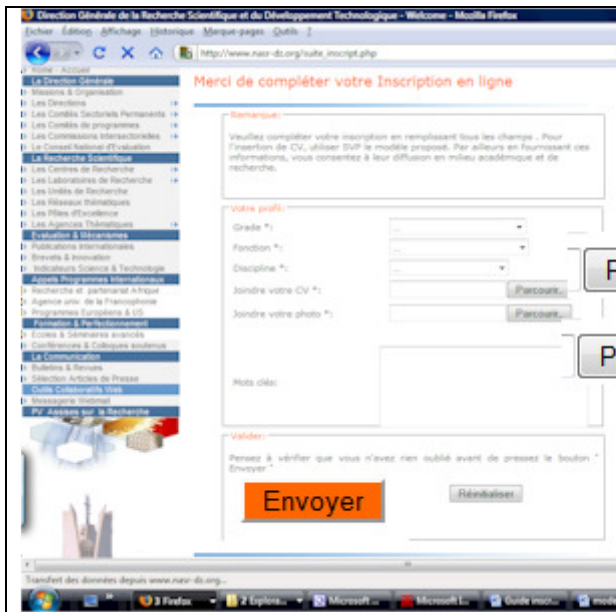 Direction Générale de la Recherche Scientifique et du Développement Technologique - Welcome - Mozilla Firefox
Fichier Édition Affichage Historique Marque-pages Outils ?
http://www.nasr-dz.org/suite_inscript.php
Home - Accueil
La Direction Générale
Missions & Organisation
Les Directions
Les Comités Sectoriels Permanents
Les Comités de programmes
Les Commissions Intersectorielles
Le Conseil National d'Evaluation
La Recherche Scientifique
Les Centres de Recherche
Les Laboratoires de Recherche
Les Unités de Recherche
Les Réseaux thématiques
Les Pôles d'Excellence
Les Agences Thématiques
Evaluation & Mécanismes
Publications Internationales
Brevets & Innovation
Indicateurs Science & Technologie
Appels Programmes Internationaux
Recherche et partenariat Afrique
Agence univ. de la Francophonie
Programmes Européens & US
Formation & Perfectionnement
Ecoles & Séminaires avancés
Conférences & Colloques soutenus
La Communication
Bulletins & Revues
Sélection Articles de Presse
Outils Collaboratifs Web
Messagerie Webmail
PV Assises sur la Recherche
Merci de compléter votre Inscription en ligne
Remarque:
Veuillez compléter votre inscription en remplissant tous les champs . Pour
l'insertion de CV, utiliser SVP le modèle proposé. Par ailleurs en fournissant ces
informations, vous consentez à leur diffusion en milieu académique et de
recherche.
Votre profil:
Grade *: ...
Fonction *: ...
Discipline *: ...
Joindre votre CV *: Parcourir...
Joindre votre photo *: Parcourir...
P
P
Mots clés:
Valider:
Pensez à vérifier que vous n'avez rien oublié avant de pressez le bouton "
Envoyer "
Envoyer
Réinitialiser
Transfert des données depuis www.nasr-dz.org...
3 Firefox
2 Explora...
Microsoft ...
Microsoft L...
Guide inscr...